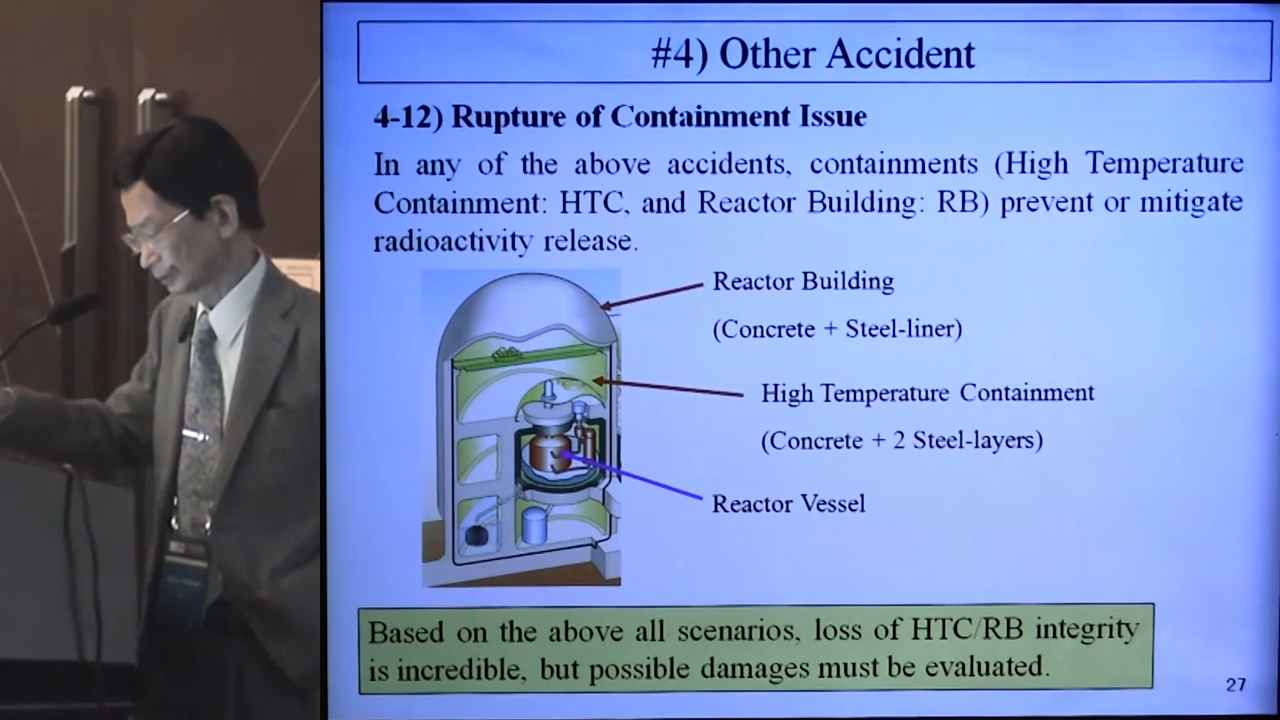 #4) Other Accident
4-12) Rupture of Containment Issue
In any of the above accidents, containments (High Temperature
Containment: HTC, and Reactor Building: RB) prevent or mitigate
radioactivity release.
Reactor Building
(Concrete + Steel-liner)
High Temperature Containment
(Concrete + 2 Steel-layers)
Reactor Vessel
Based on the above all scenarios, loss of HTC/RB integrity
is incredible, but possible damages must be evaluated.
27